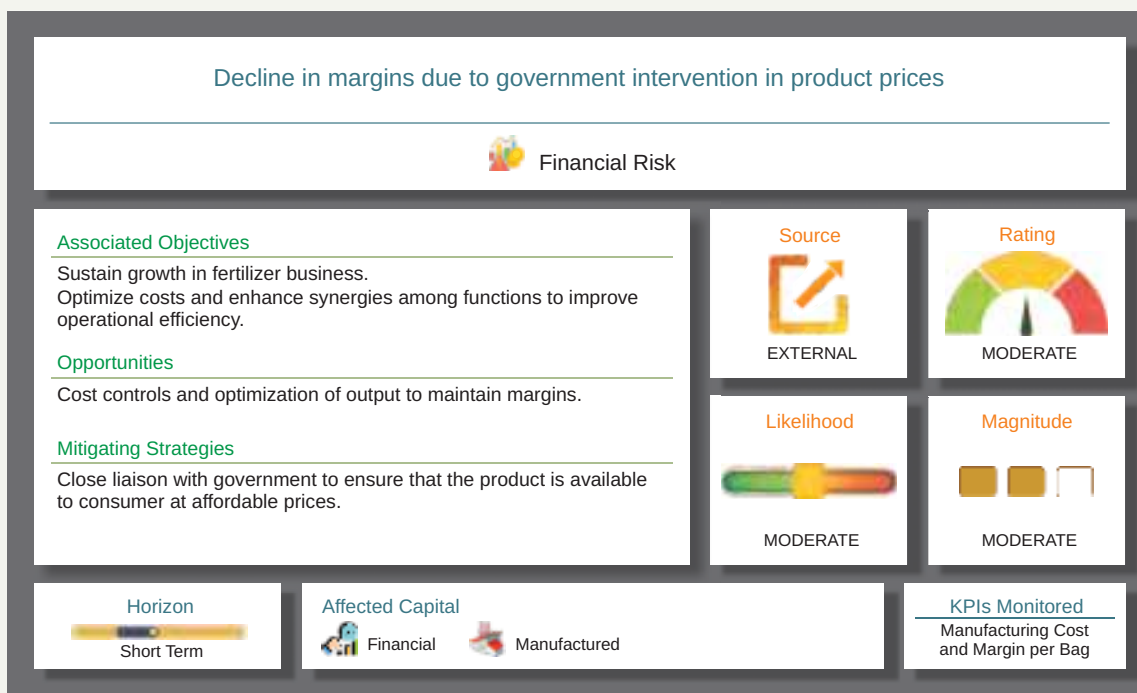 Decline in margins due to government intervention in product prices
Financial Risk
Associated Objectives
Sustain growth in fertilizer business.
Optimize costs and enhance synergies among functions to improve
operational efficiency.
Opportunities
Cost controls and optimization of output to maintain margins.
Mitigating Strategies
Close liaison with government to ensure that the product is available
to consumer at affordable prices.
Source
EXTERNAL
Rating
MODERATE
Likelihood
MODERATE
Magnitude
MODERATE
Horizon
Short Term
Affected Capital
Financial
Manufactured
KPIs Monitored
Manufacturing Cost
and Margin per Bag